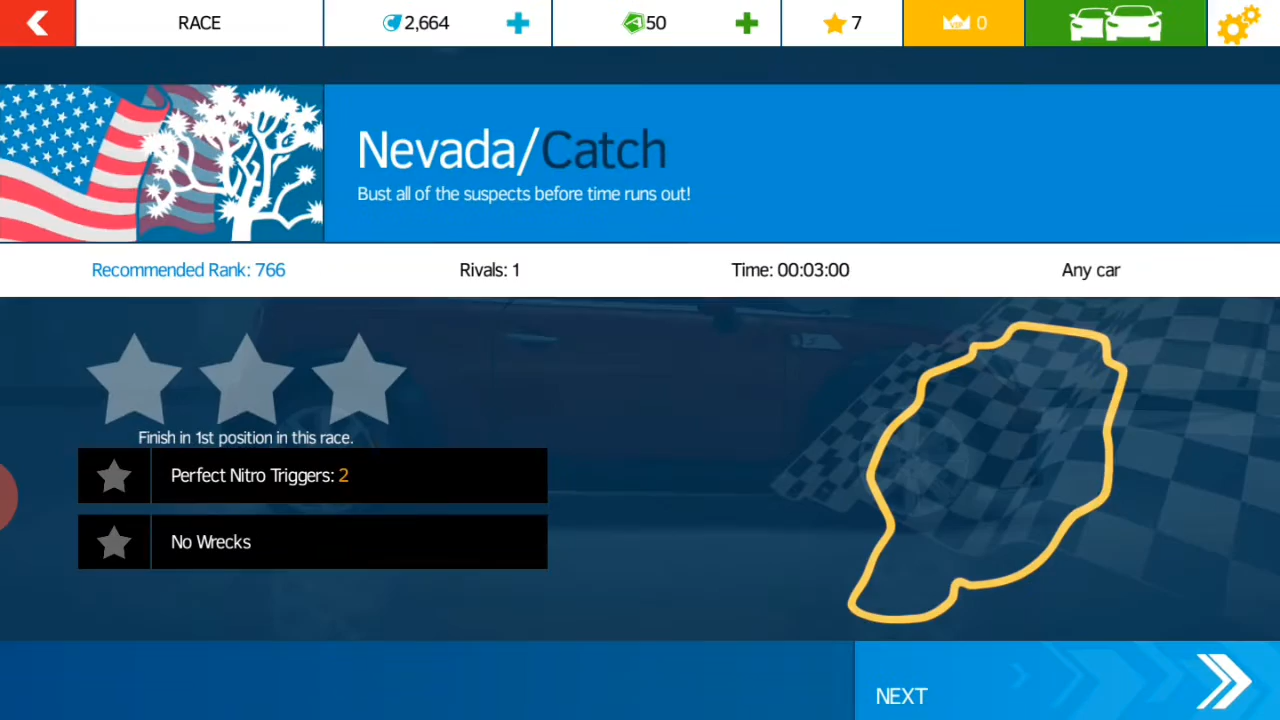 RACE
2,664
50
7
VIP 0
Nevada/Catch
Bust all of the suspects before time runs out!
Recommended Rank: 766
Rivals: 1
Time: 00:03:00
Any car
Finish in 1st position in this race.
Perfect Nitro Triggers: 2
No Wrecks
NEXT